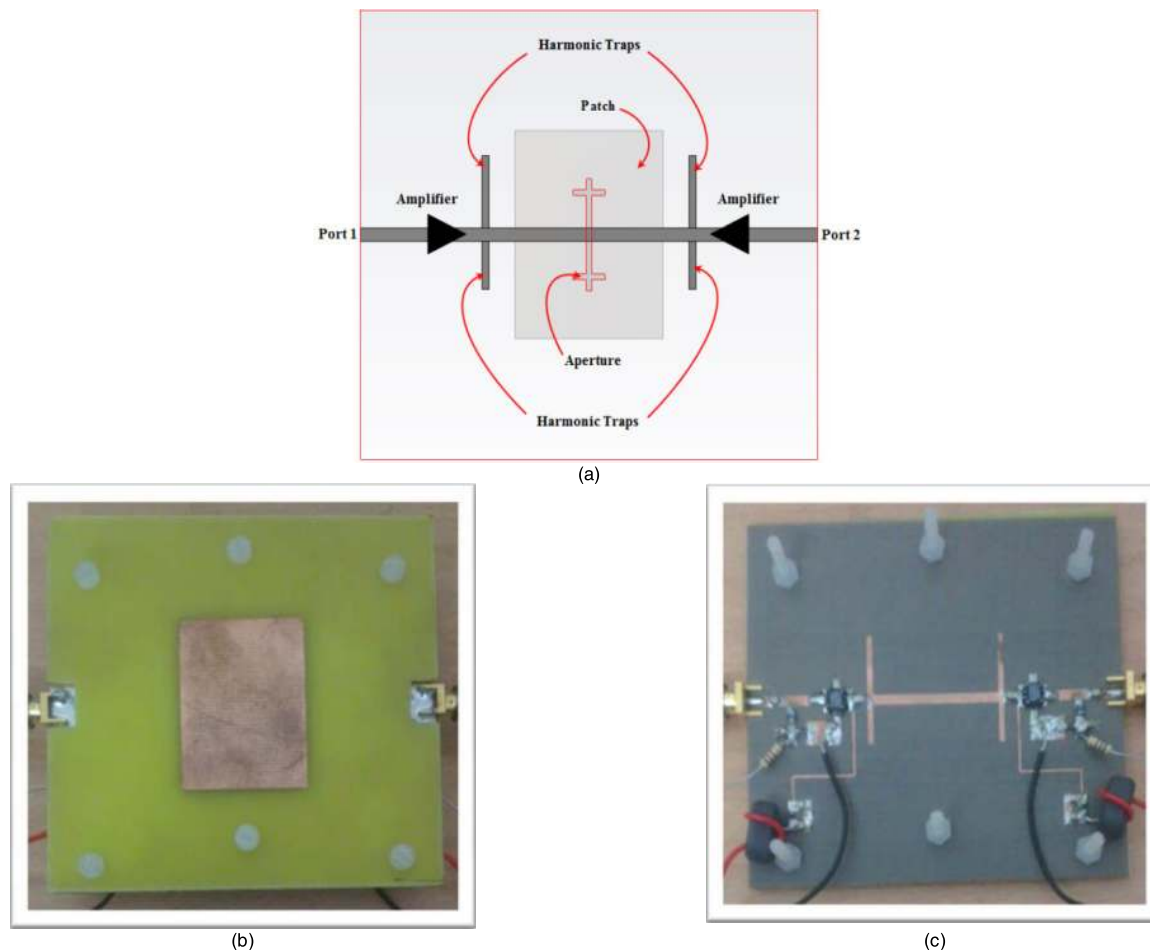 Harmonic Traps
Patch
Amplifier
Amplifier
Port 1
Port 2
Aperture
Harmonic Traps
(a)
(b)
(c)